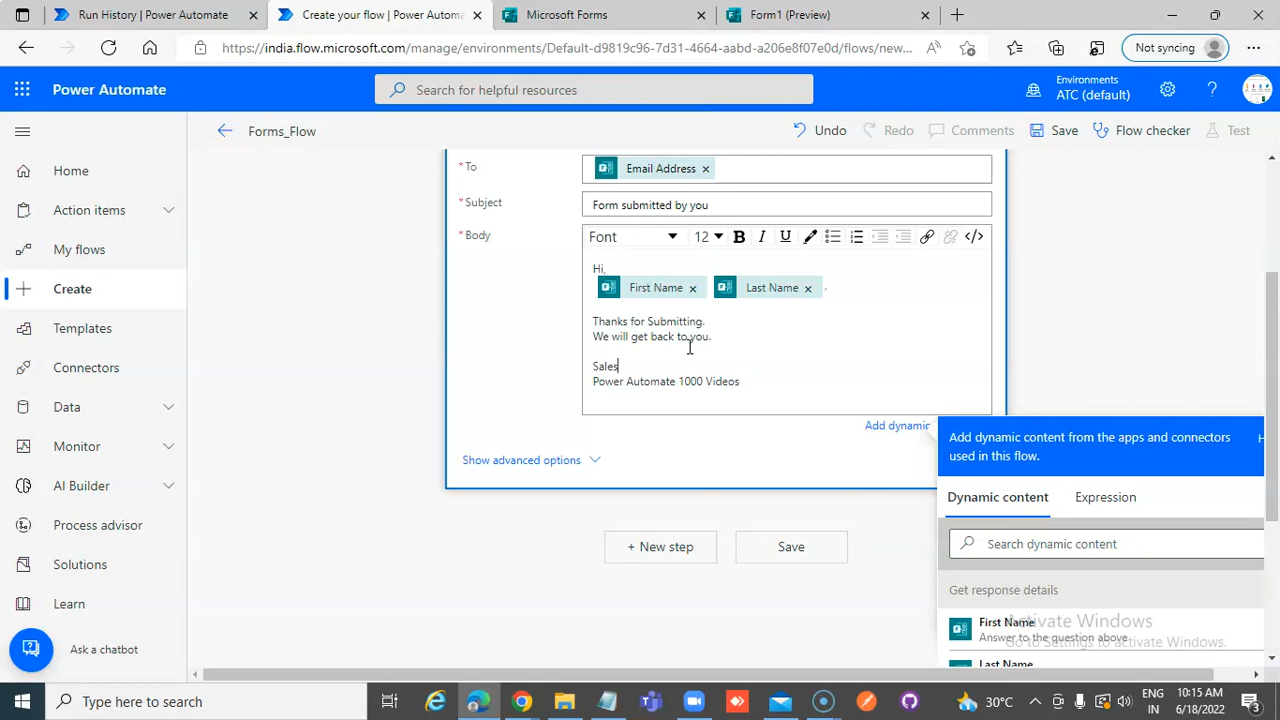 Run History | Power Automate
Create your flow | Power Automa
Microsoft Forms
Form1 (Preview)
https://india.flow.microsoft.com/manage/environments/Default-d9819c96-7d31-4664-aabd-a206e8f07e0d/flows/new...
Not syncing
Power Automate
Search for helpful resources
Environments
ATC (default)
Forms_Flow
Undo
Redo
Comments
Save
Flow checker
Test
Home
Action items
My flows
Create
Templates
Connectors
Data
Monitor
AI Builder
Process advisor
Solutions
Learn
Ask a chatbot
* To
Email Address
* Subject
Form submitted by you
* Body
Font
12
Hi,
First Name Last Name ,
Thanks for Submitting.
We will get back to you.
Sales
Power Automate 1000 Videos
Add dynamic
Show advanced options
Add dynamic content from the apps and connectors
used in this flow.
Dynamic content
Expression
Search dynamic content
Get response details
First Name
Answer to the question above
Last Name
+ New step
Save
Activate Windows
Go to Settings to activate Windows.
Type here to search
30°C
ENG
IN
10:15 AM
6/18/2022
3